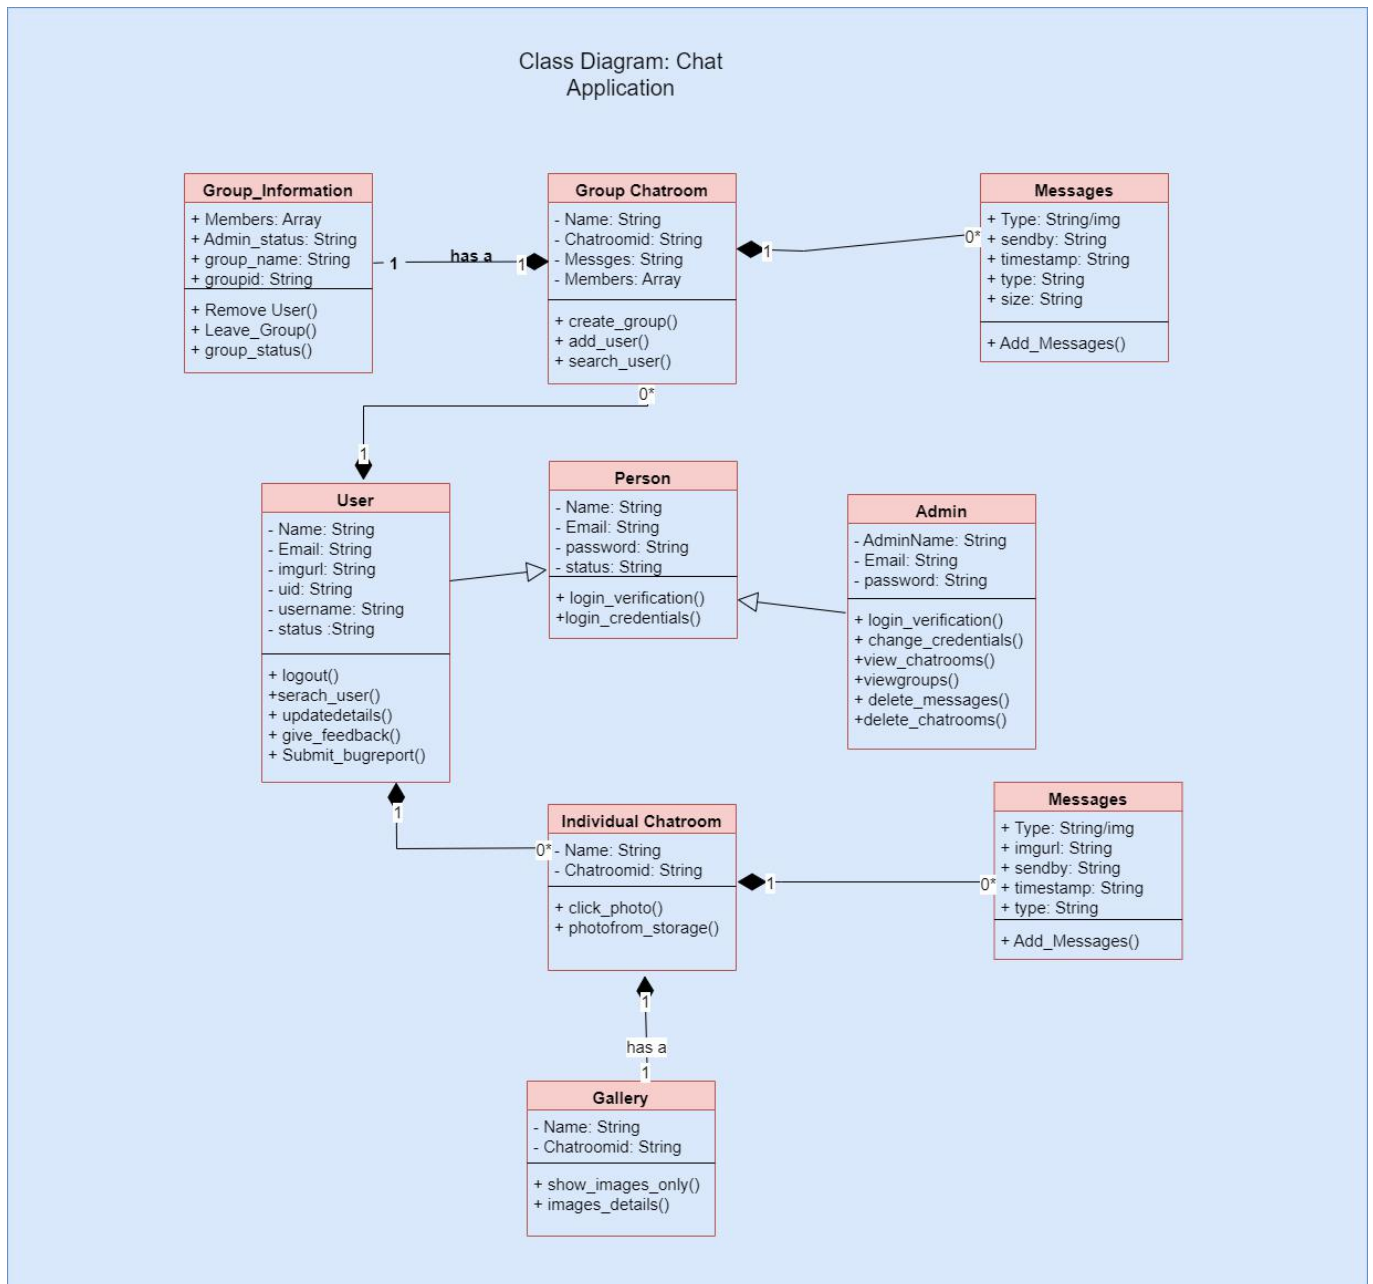 Class Diagram: Chat
Application
Group_Information
+ Members: Array
+ Admin_status: String
+ group_name: String
+ groupid: String
+ Remove User()
+ Leave_Group()
+ group_status()
1
has a
1
Group Chatroom
- Name: String
- Chatroomid: String
- Messges: String
- Members: Array
+ create_group()
+ add_user()
+ search_user()
1
0*
Messages
+ Type: String/img
+ sendby: String
+ timestamp: String
+ type: String
+ size: String
+ Add_Messages()
0*
1
User
- Name: String
- Email: String
- imgurl: String
- uid: String
- username: String
- status :String
+ logout()
+serach_user()
+ updatedetails()
+ give_feedback()
+ Submit_bugreport()
Person
- Name: String
- Email: String
- password: String
- status: String
+ login_verification()
+login_credentials()
Admin
- AdminName: String
- Email: String
- password: String
+ login_verification()
+ change_credentials()
+view_chatrooms()
+viewgroups()
+ delete_messages()
+delete_chatrooms()
1
0*
Individual Chatroom
- Name: String
- Chatroomid: String
+ click_photo()
+ photofrom_storage()
1
0*
Messages
+ Type: String/img
+ imgurl: String
+ sendby: String
+ timestamp: String
+ type: String
+ Add_Messages()
1
has a
1
Gallery
- Name: String
- Chatroomid: String
+ show_images_only()
+ images_details()